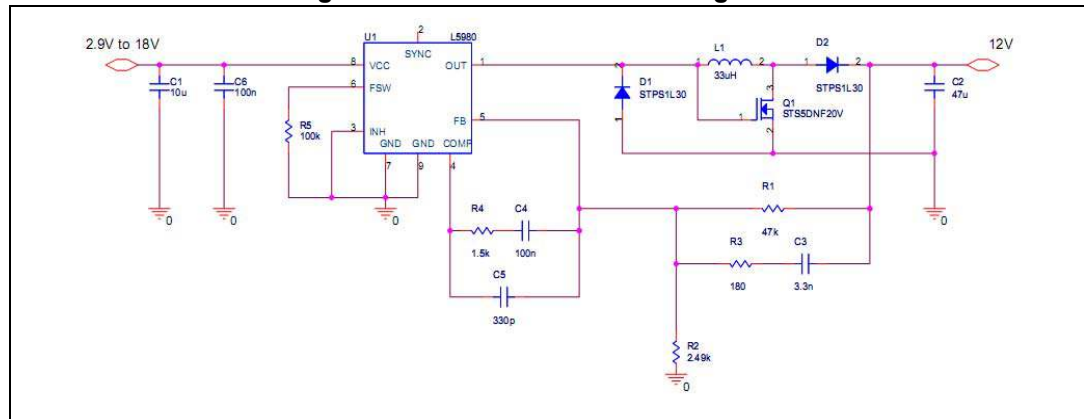 2.9V to 18V
C1
10u
C6
100n
0
0
R5
100k
U1
L5980
2
SYNC
8
VCC
OUT
1
6
FSW
FB
5
3
INH
GND
GND
COMP
7
9
4
0
R4
1.5k
C4
100n
C5
330p
2
D1
STPS1L30
1
L1
1
2
33uH
D2
1
2
STPS1L30
3
Q1
STS5DNF20V
1
2
12V
C2
47u
0
R1
47k
R3
180
C3
3.3n
R2
2.49k
0